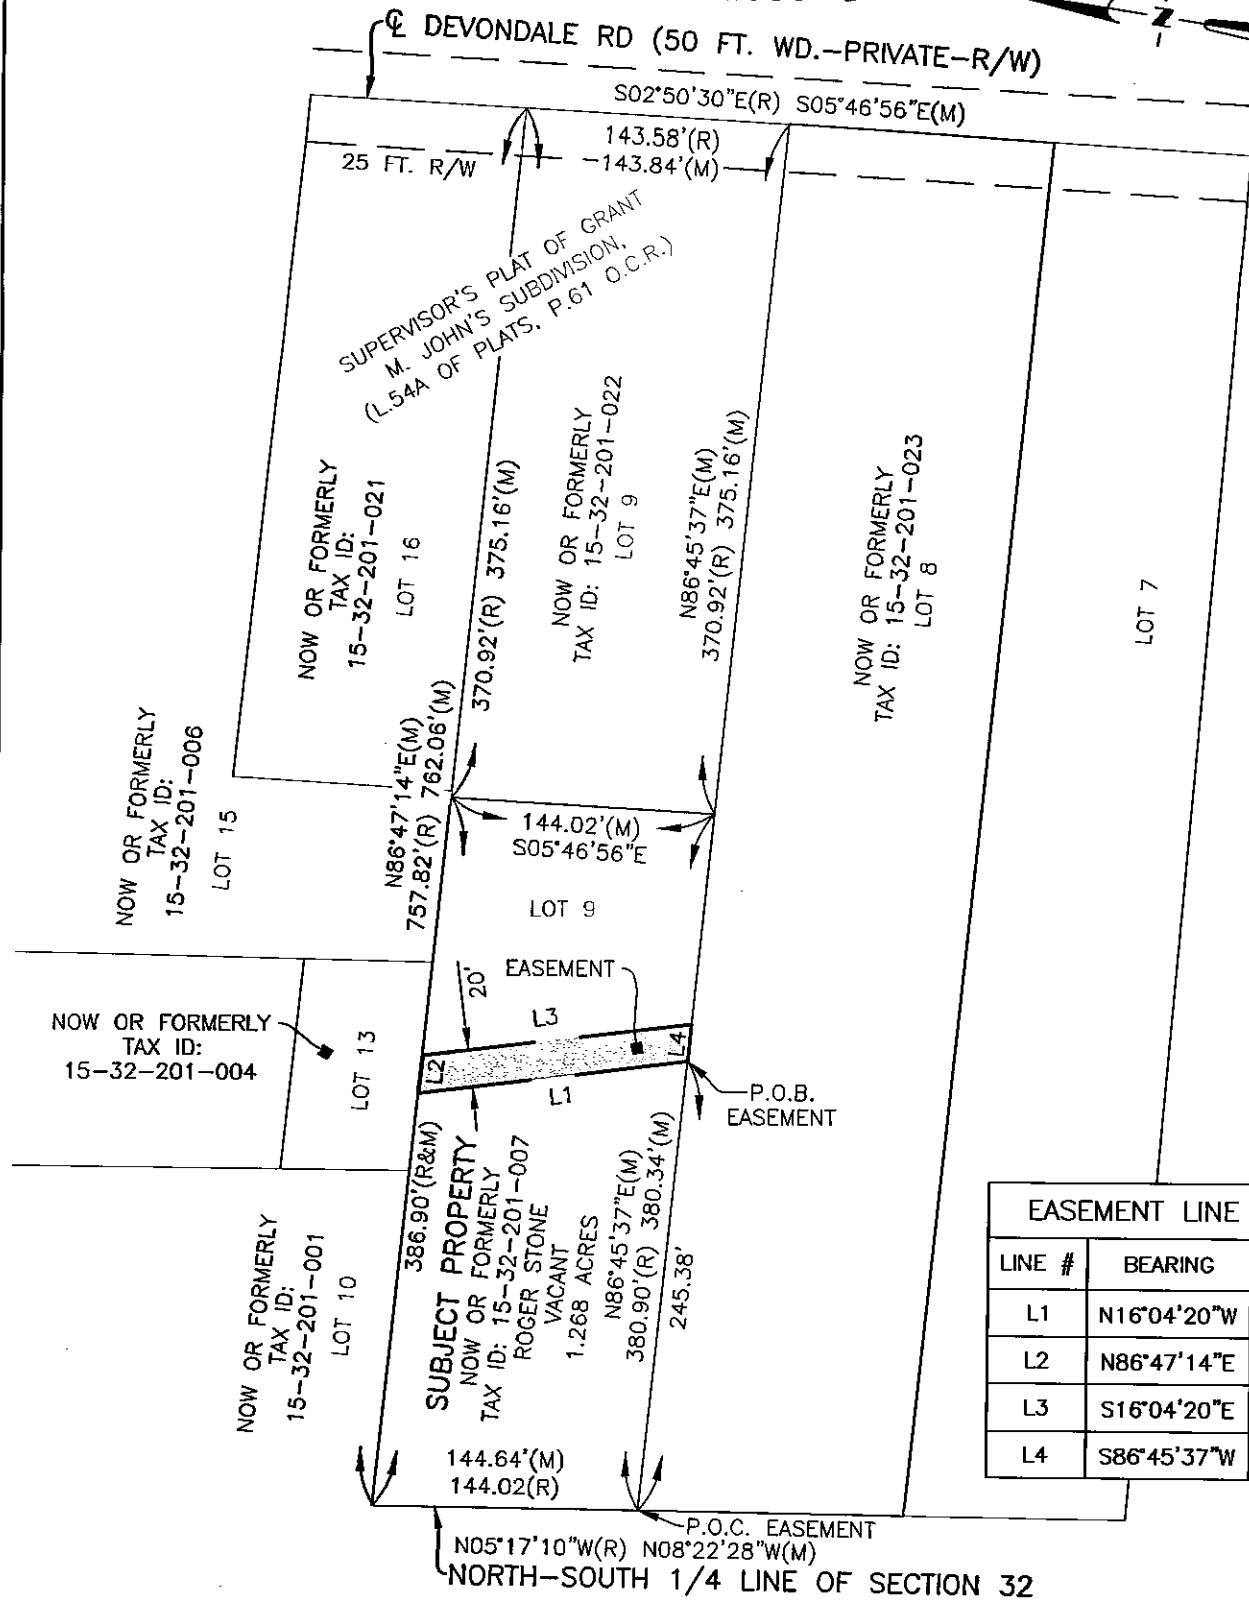 Z
℄ DEVONDALE RD (50 FT. WD.-PRIVATE-R/W)
S02°50'30"E(R) S05°46'56"E(M)
143.58'(R)
143.84'(M)
25 FT. R/W
SUPERVISOR'S PLAT OF GRANT
M. JOHN'S SUBDIVISION,
(L.54A OF PLATS, P.61 O.C.R.)
NOW OR FORMERLY
TAX ID:
15-32-201-021
LOT 16
370.92'(R) 375.16'(M)
NOW OR FORMERLY
TAX ID: 15-32-201-022
LOT 9
N86°45'37"E(M)
370.92'(R) 375.16'(M)
NOW OR FORMERLY
TAX ID: 15-32-201-023
LOT 8
LOT 7
NOW OR FORMERLY
TAX ID:
15-32-201-006
LOT 15
N86°47'14"E(M)
757.82'(R) 762.06'(M)
144.02'(M)
S05°46'56"E
LOT 9
20'
EASEMENT
L3
L2
L4
L1
NOW OR FORMERLY
TAX ID:
15-32-201-004
LOT 13
P.O.B.
EASEMENT
386.90'(R&M)
SUBJECT PROPERTY
NOW OR FORMERLY
TAX ID: 15-32-201-007
ROGER STONE
VACANT
1.268 ACRES
N86°45'37"E(M)
380.90'(R) 380.34'(M)
245.38'
NOW OR FORMERLY
TAX ID:
15-32-201-001
LOT 10
EASEMENT LINE
LINE # BEARING
L1 N16°04'20"W
L2 N86°47'14"E
L3 S16°04'20"E
L4 S86°45'37"W
144.64'(M)
144.02(R)
P.O.C. EASEMENT
N05°17'10"W(R) N08°22'28"W(M)
NORTH-SOUTH 1/4 LINE OF SECTION 32